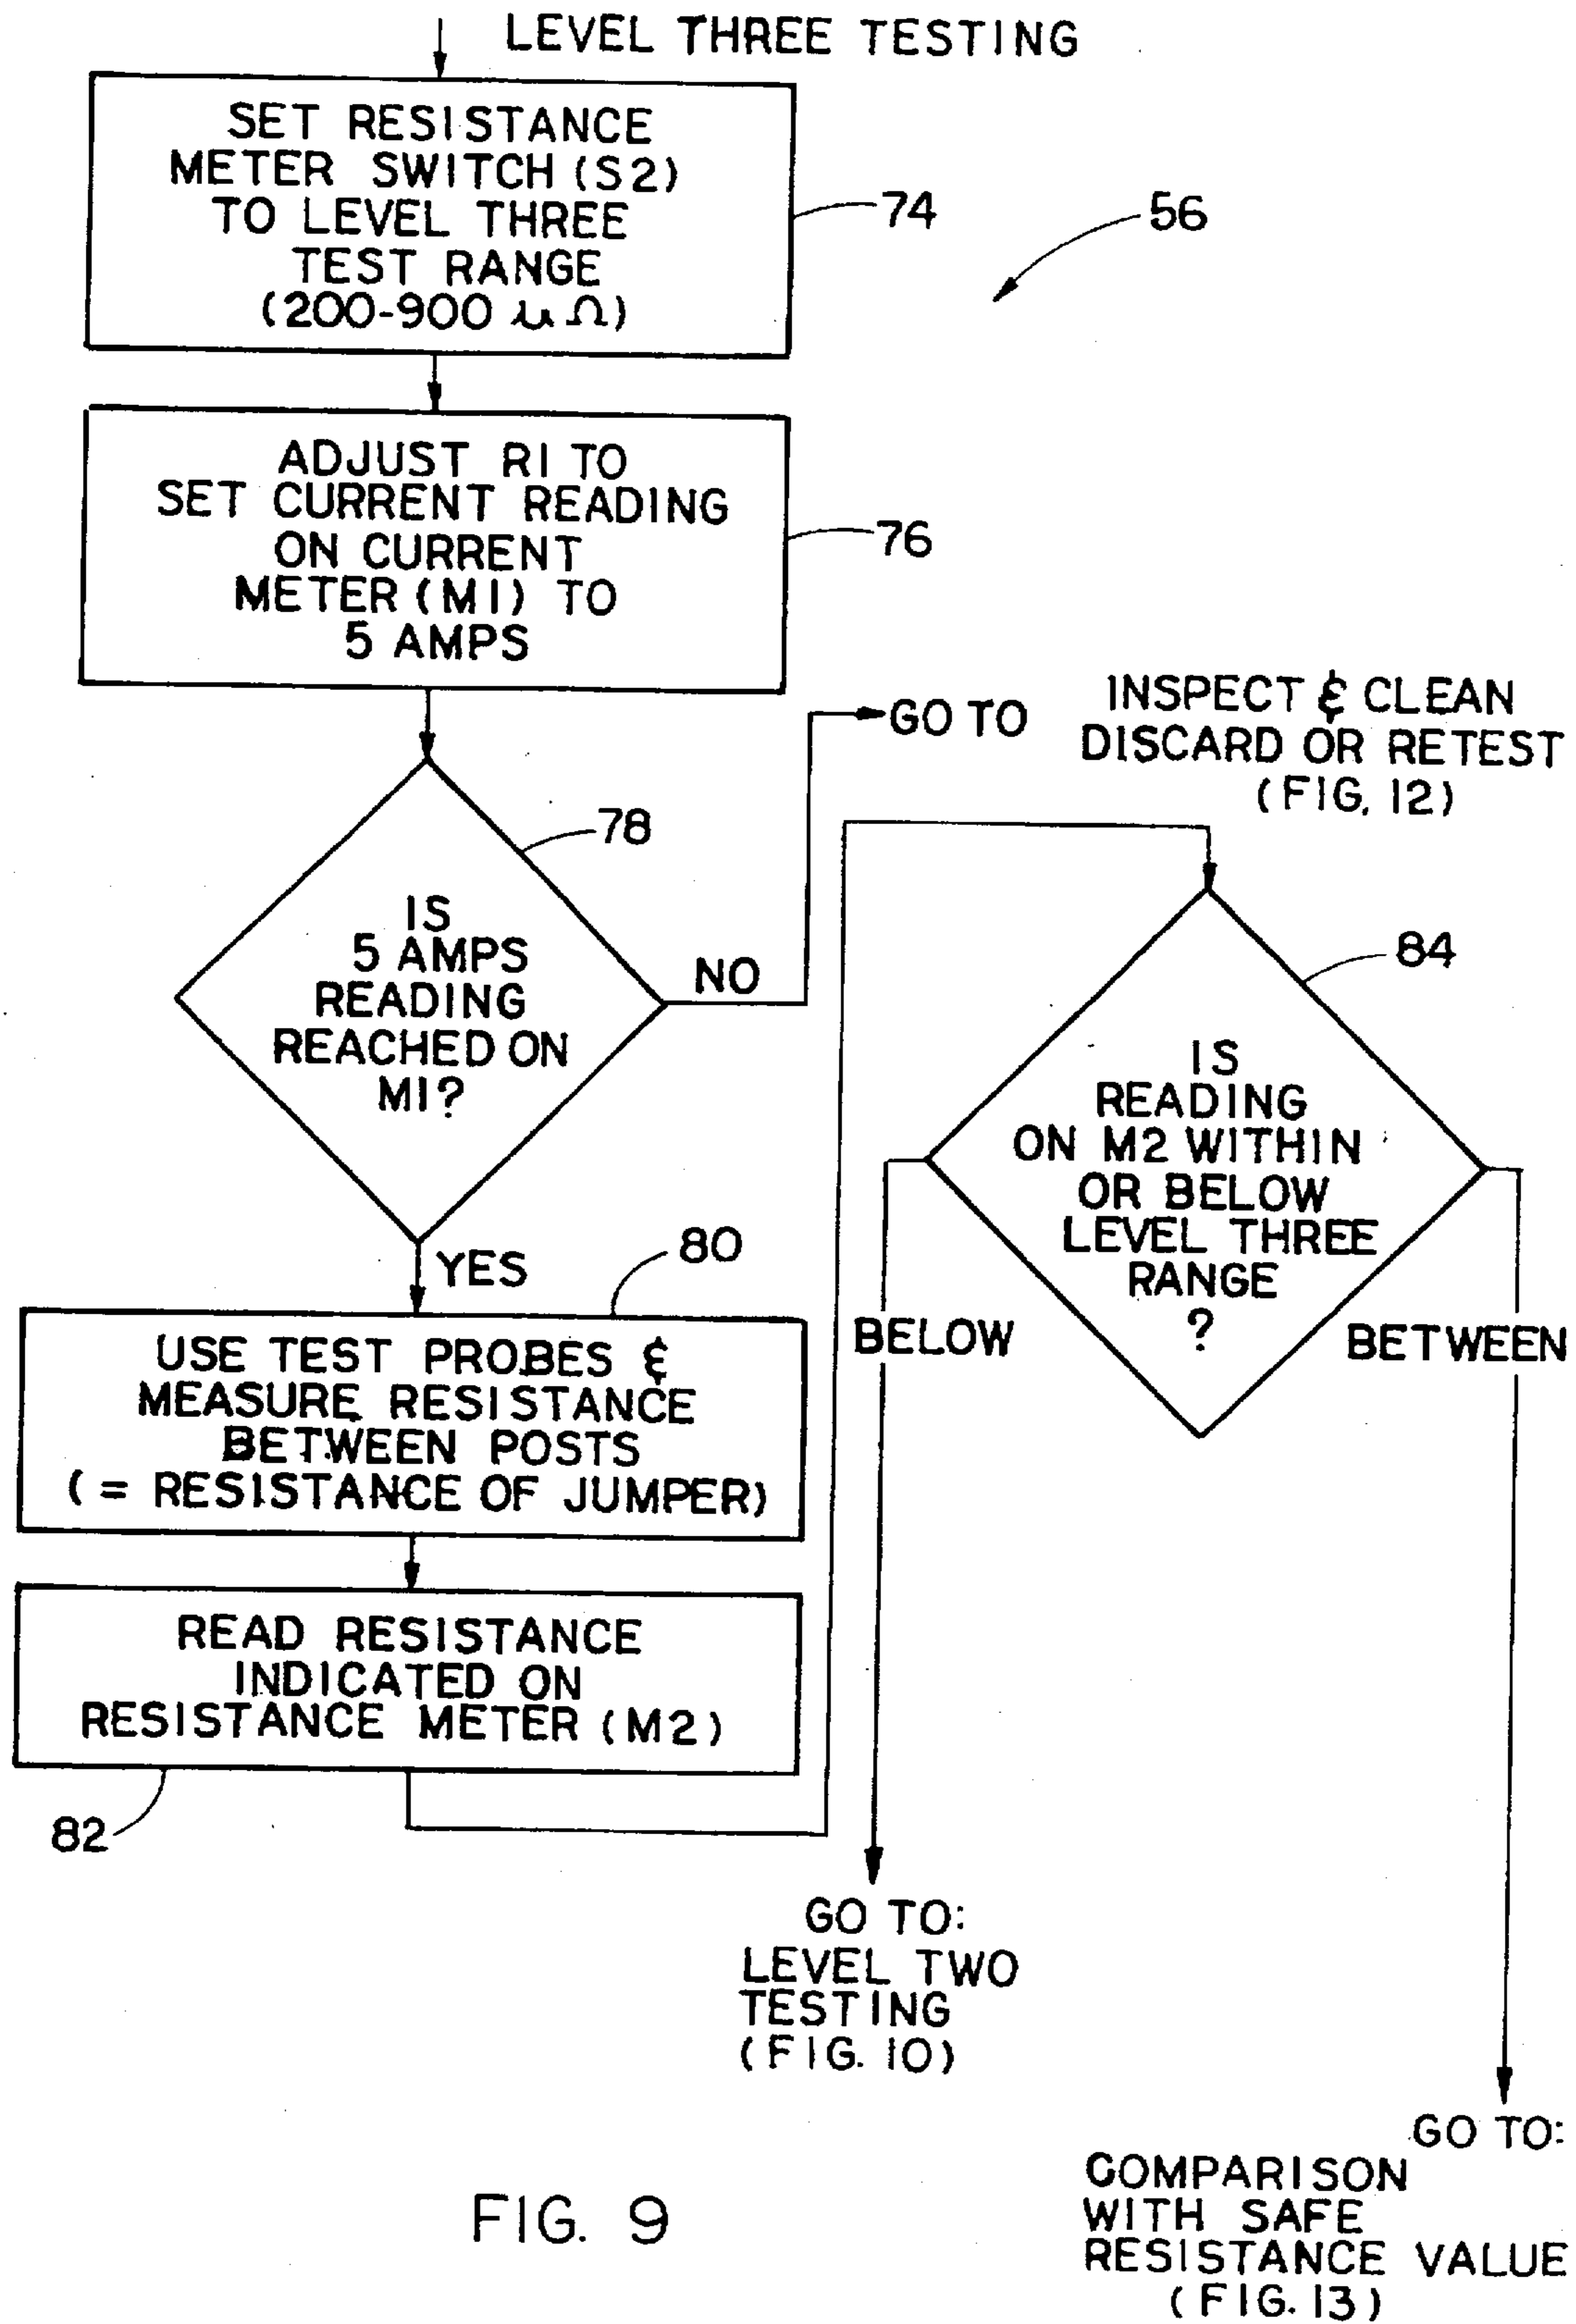 LEVEL THREE TESTING
SET RESISTANCE
METER SWITCH (S2)
TO LEVEL THREE
TEST RANGE
(200-900 µΩ)
74
56
ADJUST R1 TO
SET CURRENT READING
ON CURRENT
METER (M1) TO
5 AMPS
76
GO TO
INSPECT & CLEAN
DISCARD OR RETEST
(FIG. 12)
78
IS
5 AMPS
READING
REACHED ON
M1?
NO
YES
80
USE TEST PROBES &
MEASURE RESISTANCE
BETWEEN POSTS
(= RESISTANCE OF JUMPER)
READ RESISTANCE
INDICATED ON
RESISTANCE METER (M2)
82
84
IS
READING
ON M2 WITHIN
OR BELOW
LEVEL THREE
RANGE
?
BELOW
BETWEEN
GO TO:
LEVEL TWO
TESTING
(FIG. 10)
GO TO:
COMPARISON
WITH SAFE
RESISTANCE VALUE
(FIG. 13)
FIG. 9